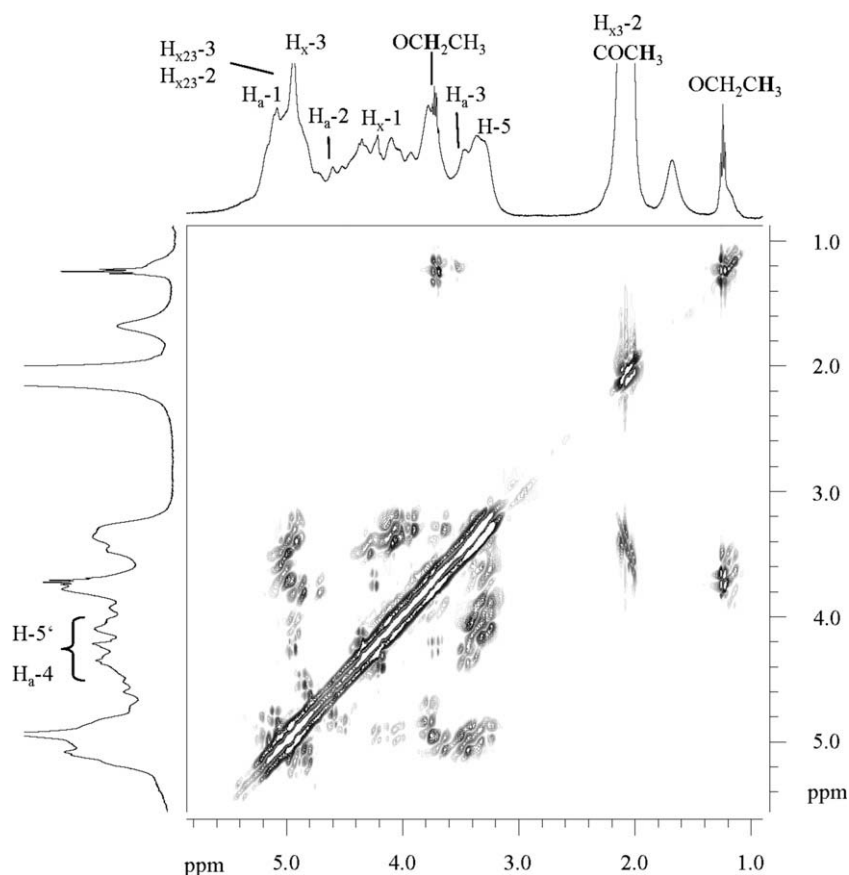 Hx23-3
Hx23-2
Hx-3
Ha-1
Ha-2
Hx-1
OCH2CH3
Ha-3
H-5
Hx3-2
COCH3
OCH2CH3
H-5‘
Ha-4
1.0
2.0
3.0
4.0
5.0
ppm
ppm 5.0 4.0 3.0 2.0 1.0